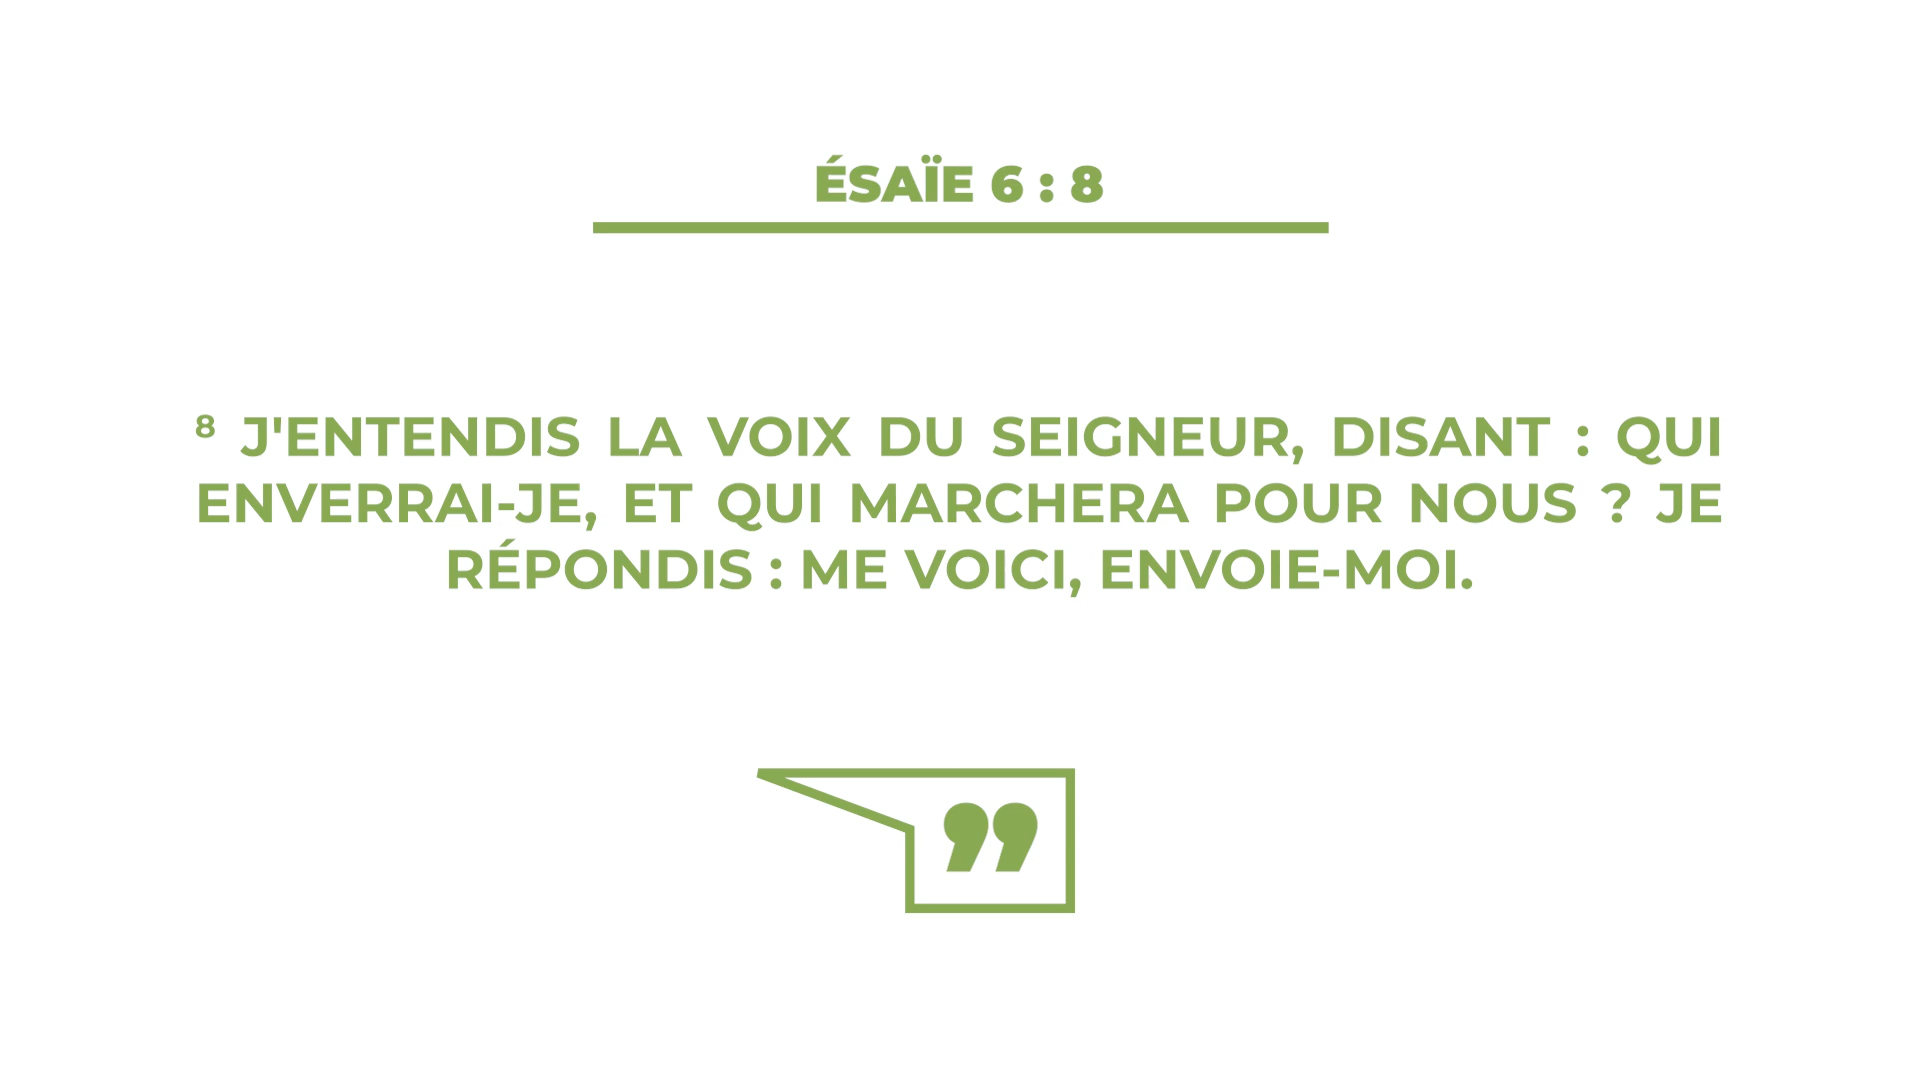 ÉSAÏE 6 : 8
⁸ J'ENTENDIS LA VOIX DU SEIGNEUR, DISANT : QUI
ENVERRAI-JE, ET QUI MARCHERA POUR NOUS ? JE
RÉPONDIS : ME VOICI, ENVOIE-MOI.
”